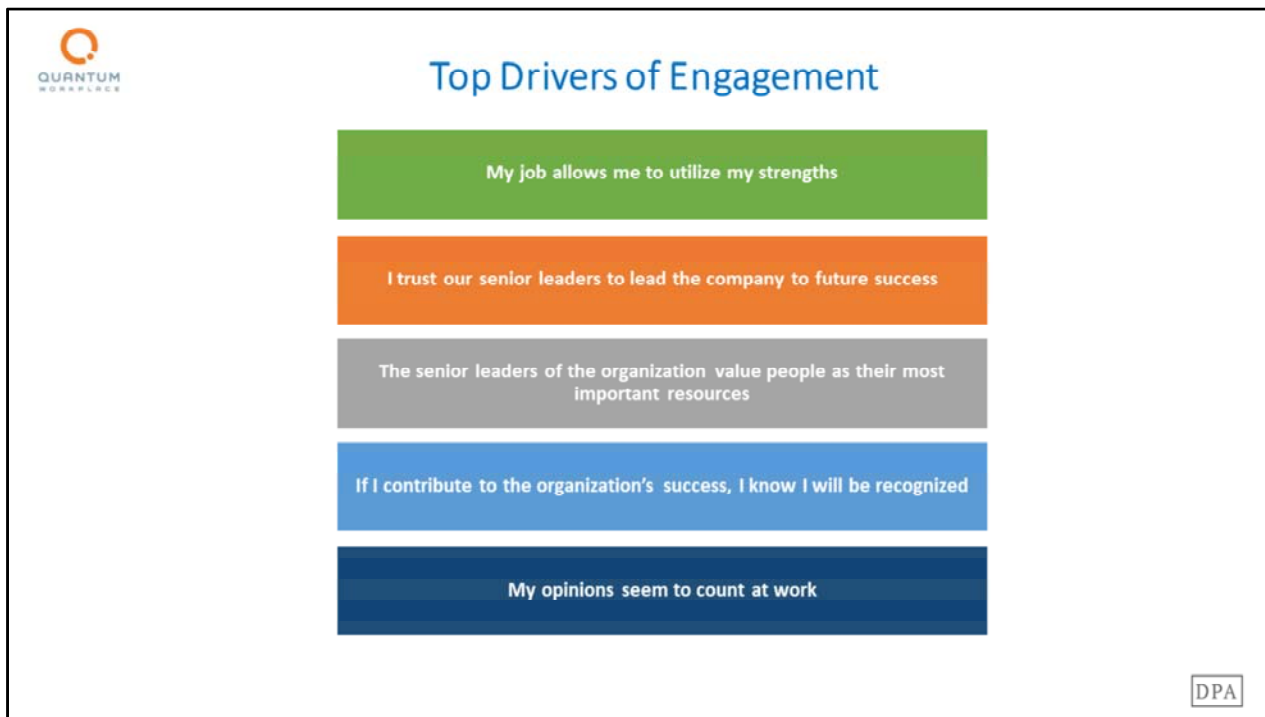 QUANTUM
WORKPLACE
Top Drivers of Engagement
My job allows me to utilize my strengths
I trust our senior leaders to lead the company to future success
The senior leaders of the organization value people as their most
important resources
If I contribute to the organization's success, I know I will be recognized
My opinions seem to count at work
DPA